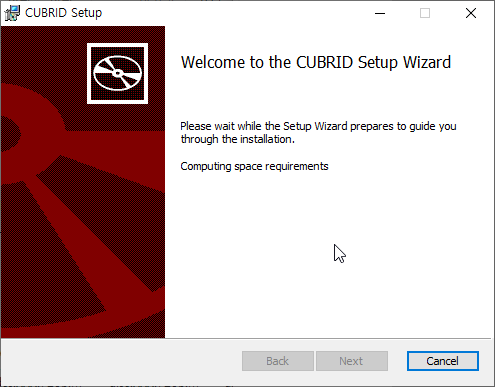 CUBRID Setup
Welcome to the CUBRID Setup Wizard
Please wait while the Setup Wizard prepares to guide you
through the installation.
Computing space requirements
Back
Next
Cancel